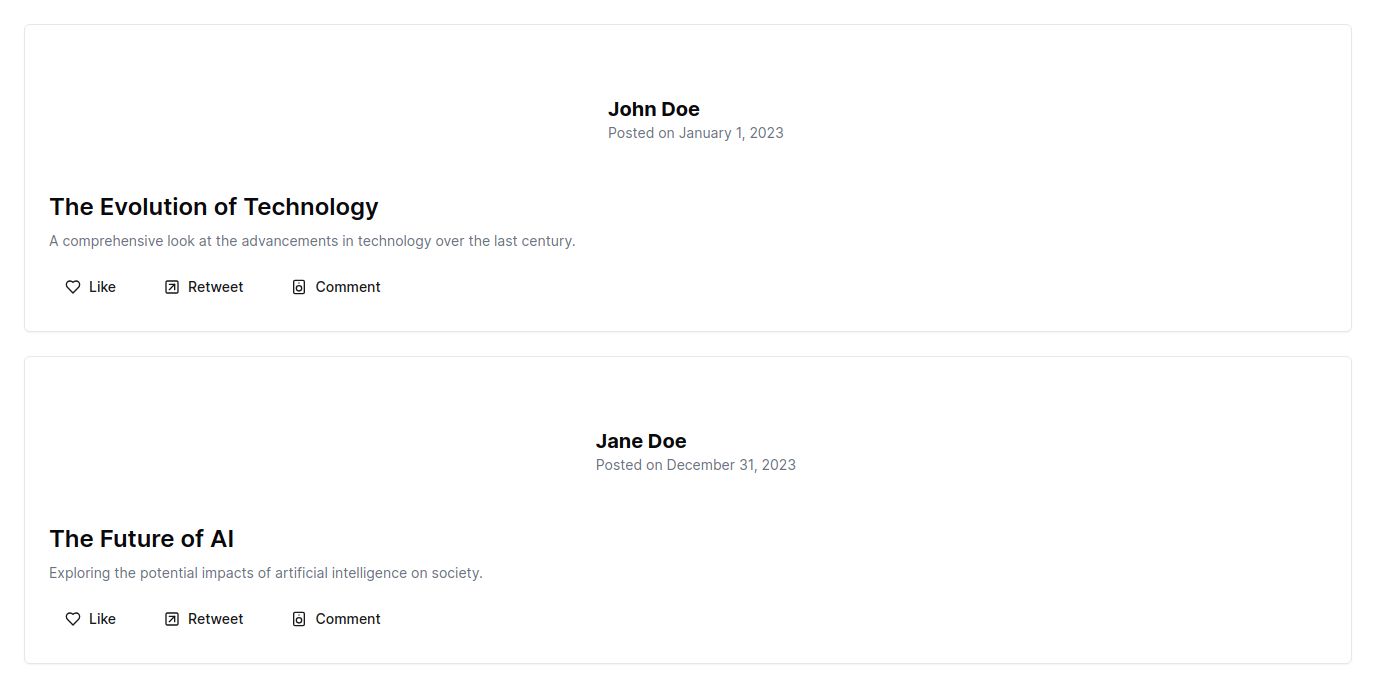 John Doe
Posted on January 1, 2023
The Evolution of Technology
A comprehensive look at the advancements in technology over the last century.
Like Retweet Comment
Jane Doe
Posted on December 31, 2023
The Future of AI
Exploring the potential impacts of artificial intelligence on society.
Like Retweet Comment